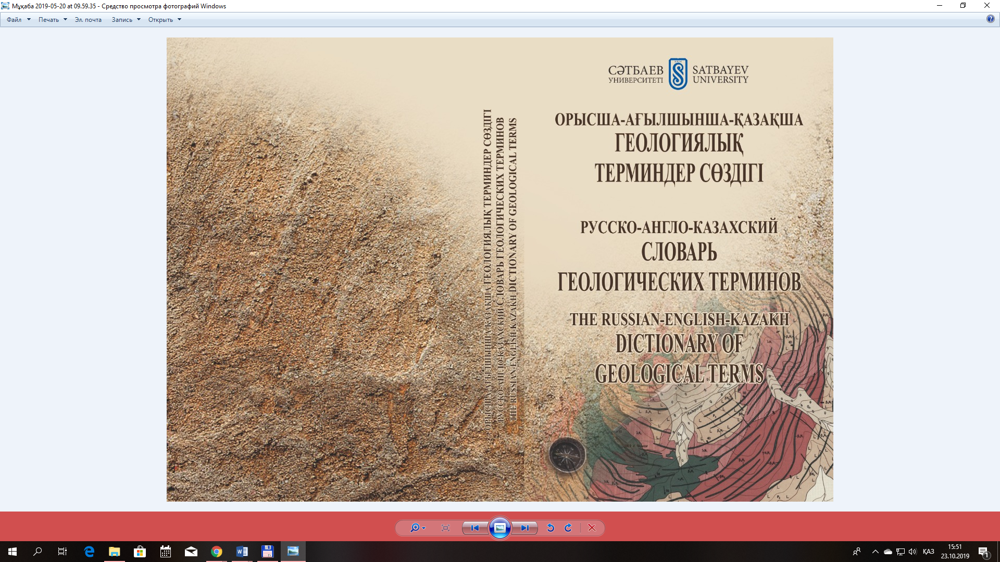 Мұқаба 2019-05-20 at 09.59.35 - Средство просмотра фотографий Windows
Файл Печать Эл. почта Запись Открыть
СӘТБАЕВ
УНИВЕРСИТЕТІ
1934
SATBAYEV
UNIVERSITY
ОРЫСША-АҒЫЛШЫНША-ҚАЗАҚША
ГЕОЛОГИЯЛЫҚ
ТЕРМИНДЕР СӨЗДІГІ
РУССКО-АНГЛО-КАЗАХСКИЙ
СЛОВАРЬ
ГЕОЛОГИЧЕСКИХ ТЕРМИНОВ
THE RUSSIAN-ENGLISH-KAZAKH
DICTIONARY OF
GEOLOGICAL TERMS
ОРЫСША-АҒЫЛШЫНША-ҚАЗАҚША ГЕОЛОГИЯЛЫҚ ТЕРМИНДЕР СӨЗДІГІ
РУССКО-АНГЛО-КАЗАХСКИЙ СЛОВАРЬ ГЕОЛОГИЧЕСКИХ ТЕРМИНОВ
THE RUSSIAN-ENGLISH-KAZAKH DICTIONARY OF GEOLOGICAL TERMS
ҚАЗ
15:51
23.10.2019
1